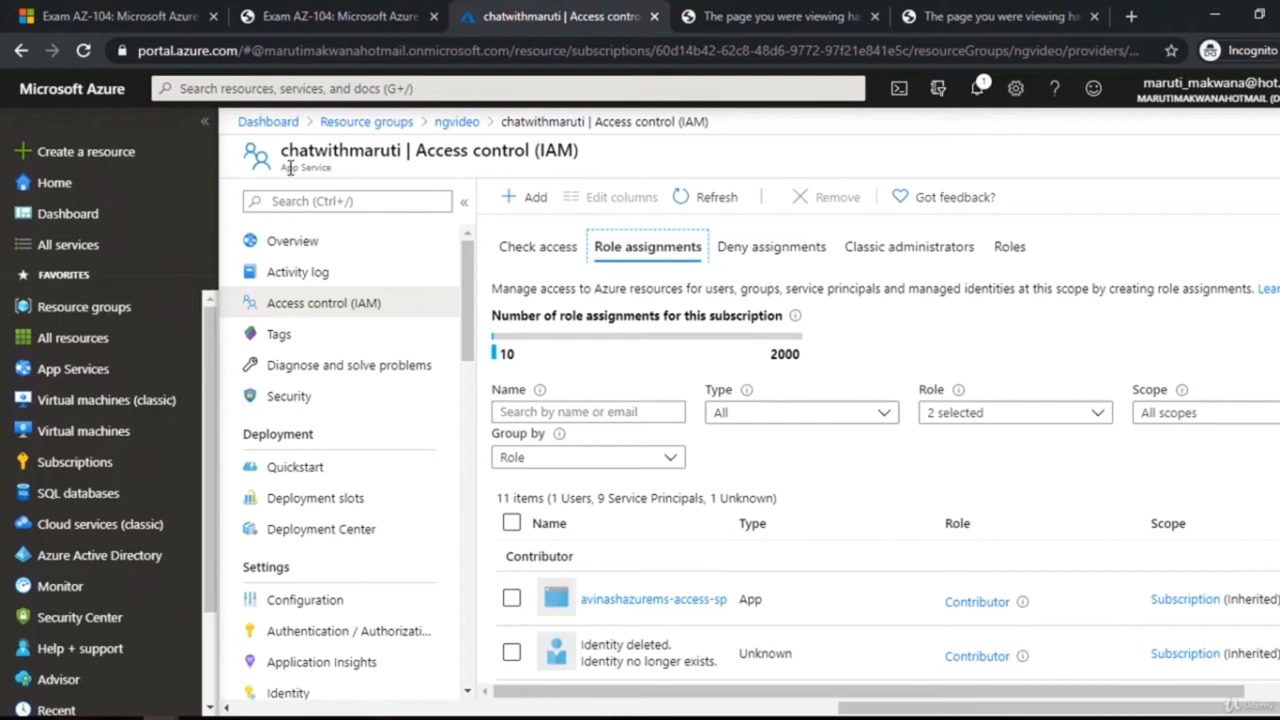 Exam AZ-104: Microsoft Azure
Exam AZ-104: Microsoft Azure
chatwithmaruti | Access contro
The page you were viewing ha
The page you were viewing ha
portal.azure.com/#@marutimakwanahotmail.onmicrosoft.com/resource/subscriptions/60d14b42-62c8-48d6-9772-97f21e841e5c/resourceGroups/ngvideo/providers/...
Incognito
Microsoft Azure
Search resources, services, and docs (G+/)
1
maruti_makwana@hot.
MARUTIMAKWANAHOTMAIL (D
Create a resource
Home
Dashboard
All services
FAVORITES
Resource groups
All resources
App Services
Virtual machines (classic)
Virtual machines
Subscriptions
SQL databases
Cloud services (classic)
Azure Active Directory
Monitor
Security Center
Help + support
Advisor
Recent
Dashboard > Resource groups > ngvideo > chatwithmaruti | Access control (IAM)
chatwithmaruti | Access control (IAM)
App Service
Search (Ctrl+/)
Overview
Activity log
Access control (IAM)
Tags
Diagnose and solve problems
Security
Deployment
Quickstart
Deployment slots
Deployment Center
Settings
Configuration
Authentication / Authorizati...
Application Insights
Identity
Add
Edit columns
Refresh
Remove
Got feedback?
Check access
Role assignments
Deny assignments
Classic administrators
Roles
Manage access to Azure resources for users, groups, service principals and managed identities at this scope by creating role assignments. Lear
Number of role assignments for this subscription
10
2000
Name
Type
Role
Scope
Search by name or email
All
2 selected
All scopes
Group by
Role
11 items (1 Users, 9 Service Principals, 1 Unknown)
Name
Type
Role
Scope
Contributor
avinashazurems-access-sp
App
Contributor
Subscription (Inherited)
Identity deleted.
Identity no longer exists.
Unknown
Contributor
Subscription (Inherited)
Udemy